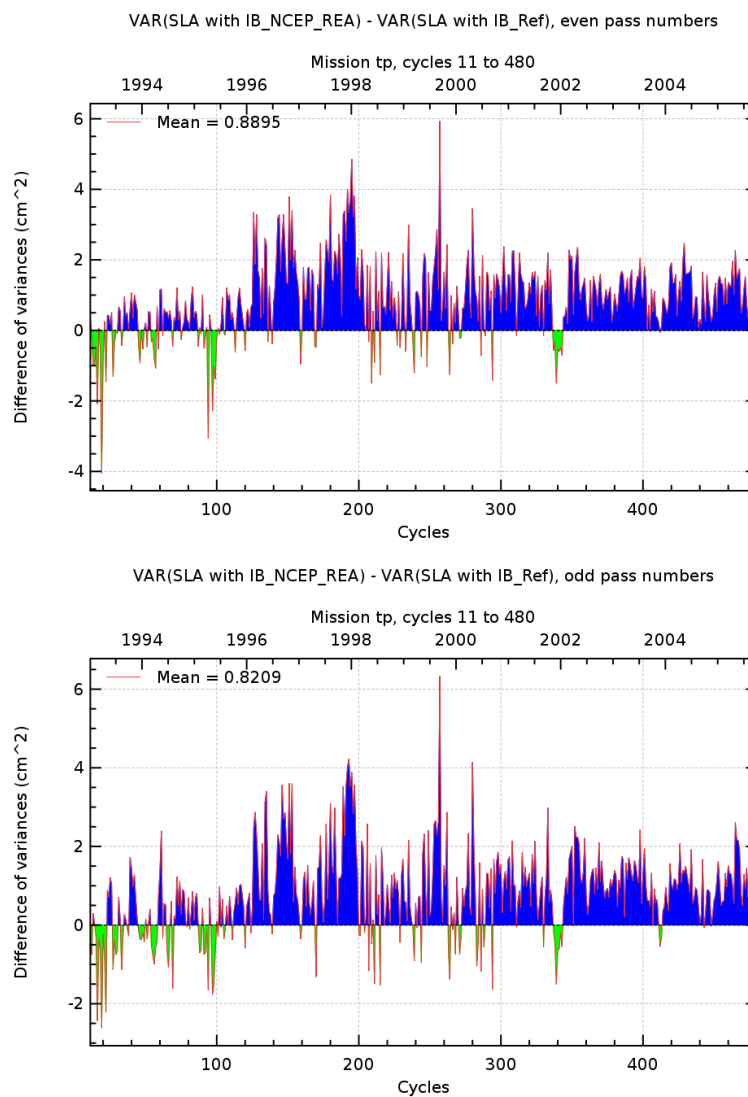 VAR(SLA with IB_NCEP_REA) - VAR(SLA with IB_Ref), even pass numbers
Mission tp, cycles 11 to 480
1994 1996 1998 2000 2002 2004
Mean = 0.8895
6
4
2
0
-2
-4
Difference of variances (cm^2)
100 200 300 400
Cycles
VAR(SLA with IB_NCEP_REA) - VAR(SLA with IB_Ref), odd pass numbers
Mission tp, cycles 11 to 480
1994 1996 1998 2000 2002 2004
Mean = 0.8209
6
4
2
0
-2
Difference of variances (cm^2)
100 200 300 400
Cycles